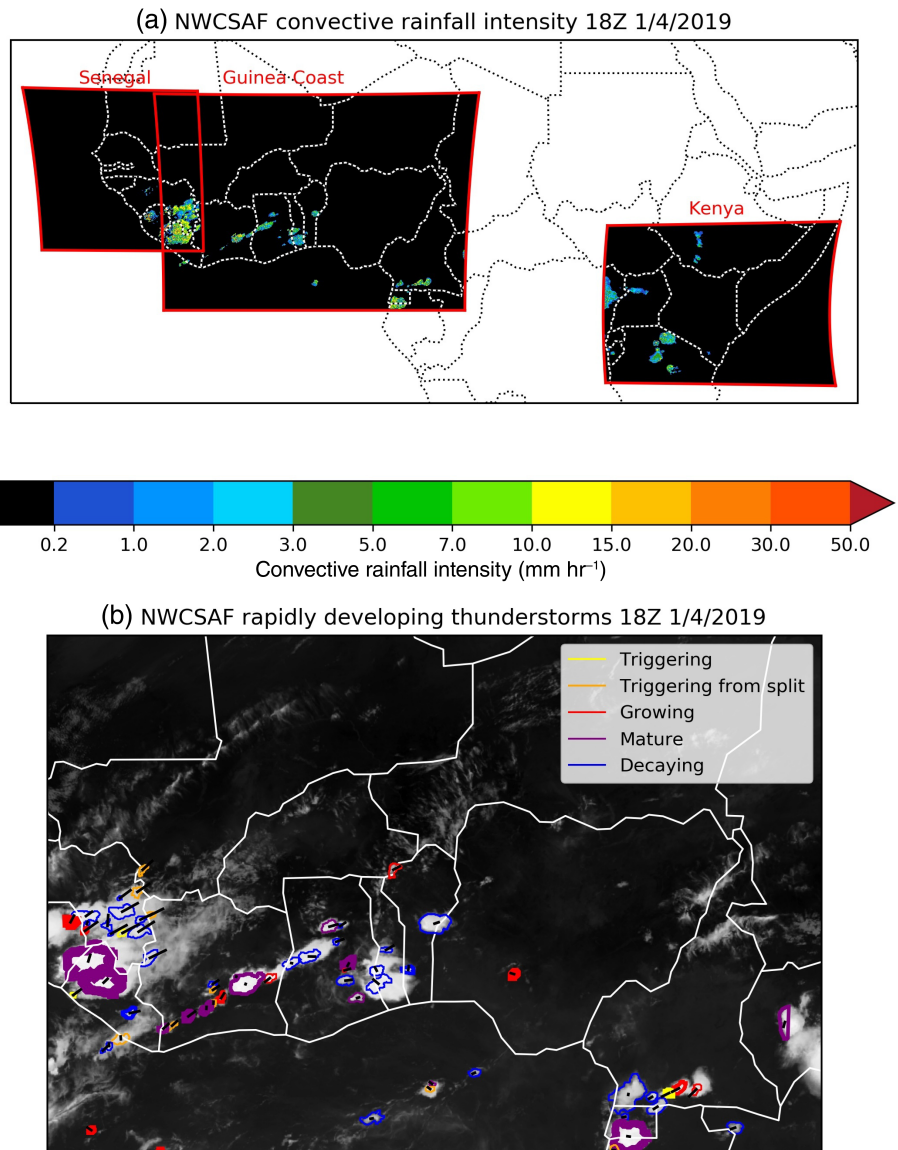 (a) NWCSAF convective rainfall intensity 18Z 1/4/2019
Senegal
Guinea Coast
Kenya
0.2 1.0 2.0 3.0 5.0 7.0 10.0 15.0 20.0 30.0 50.0
Convective rainfall intensity (mm hr⁻¹)
(b) NWCSAF rapidly developing thunderstorms 18Z 1/4/2019
Triggering
Triggering from split
Growing
Mature
Decaying